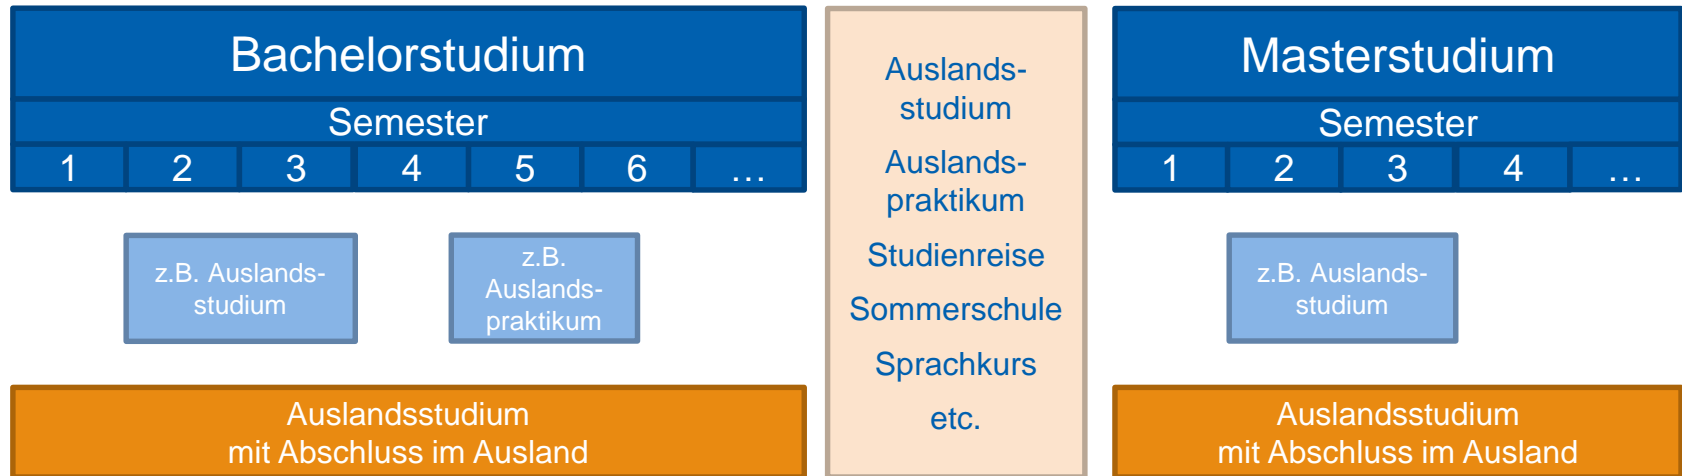 Bachelorstudium
Semester
1 2 3 4 5 6 …
z.B. Auslands-
studium
z.B.
Auslands-
praktikum
Auslandsstudium
mit Abschluss im Ausland
Auslands-
studium
Auslands-
praktikum
Studienreise
Sommerschule
Sprachkurs
etc.
Masterstudium
Semester
1 2 3 4 …
z.B. Auslands-
studium
Auslandsstudium
mit Abschluss im Ausland